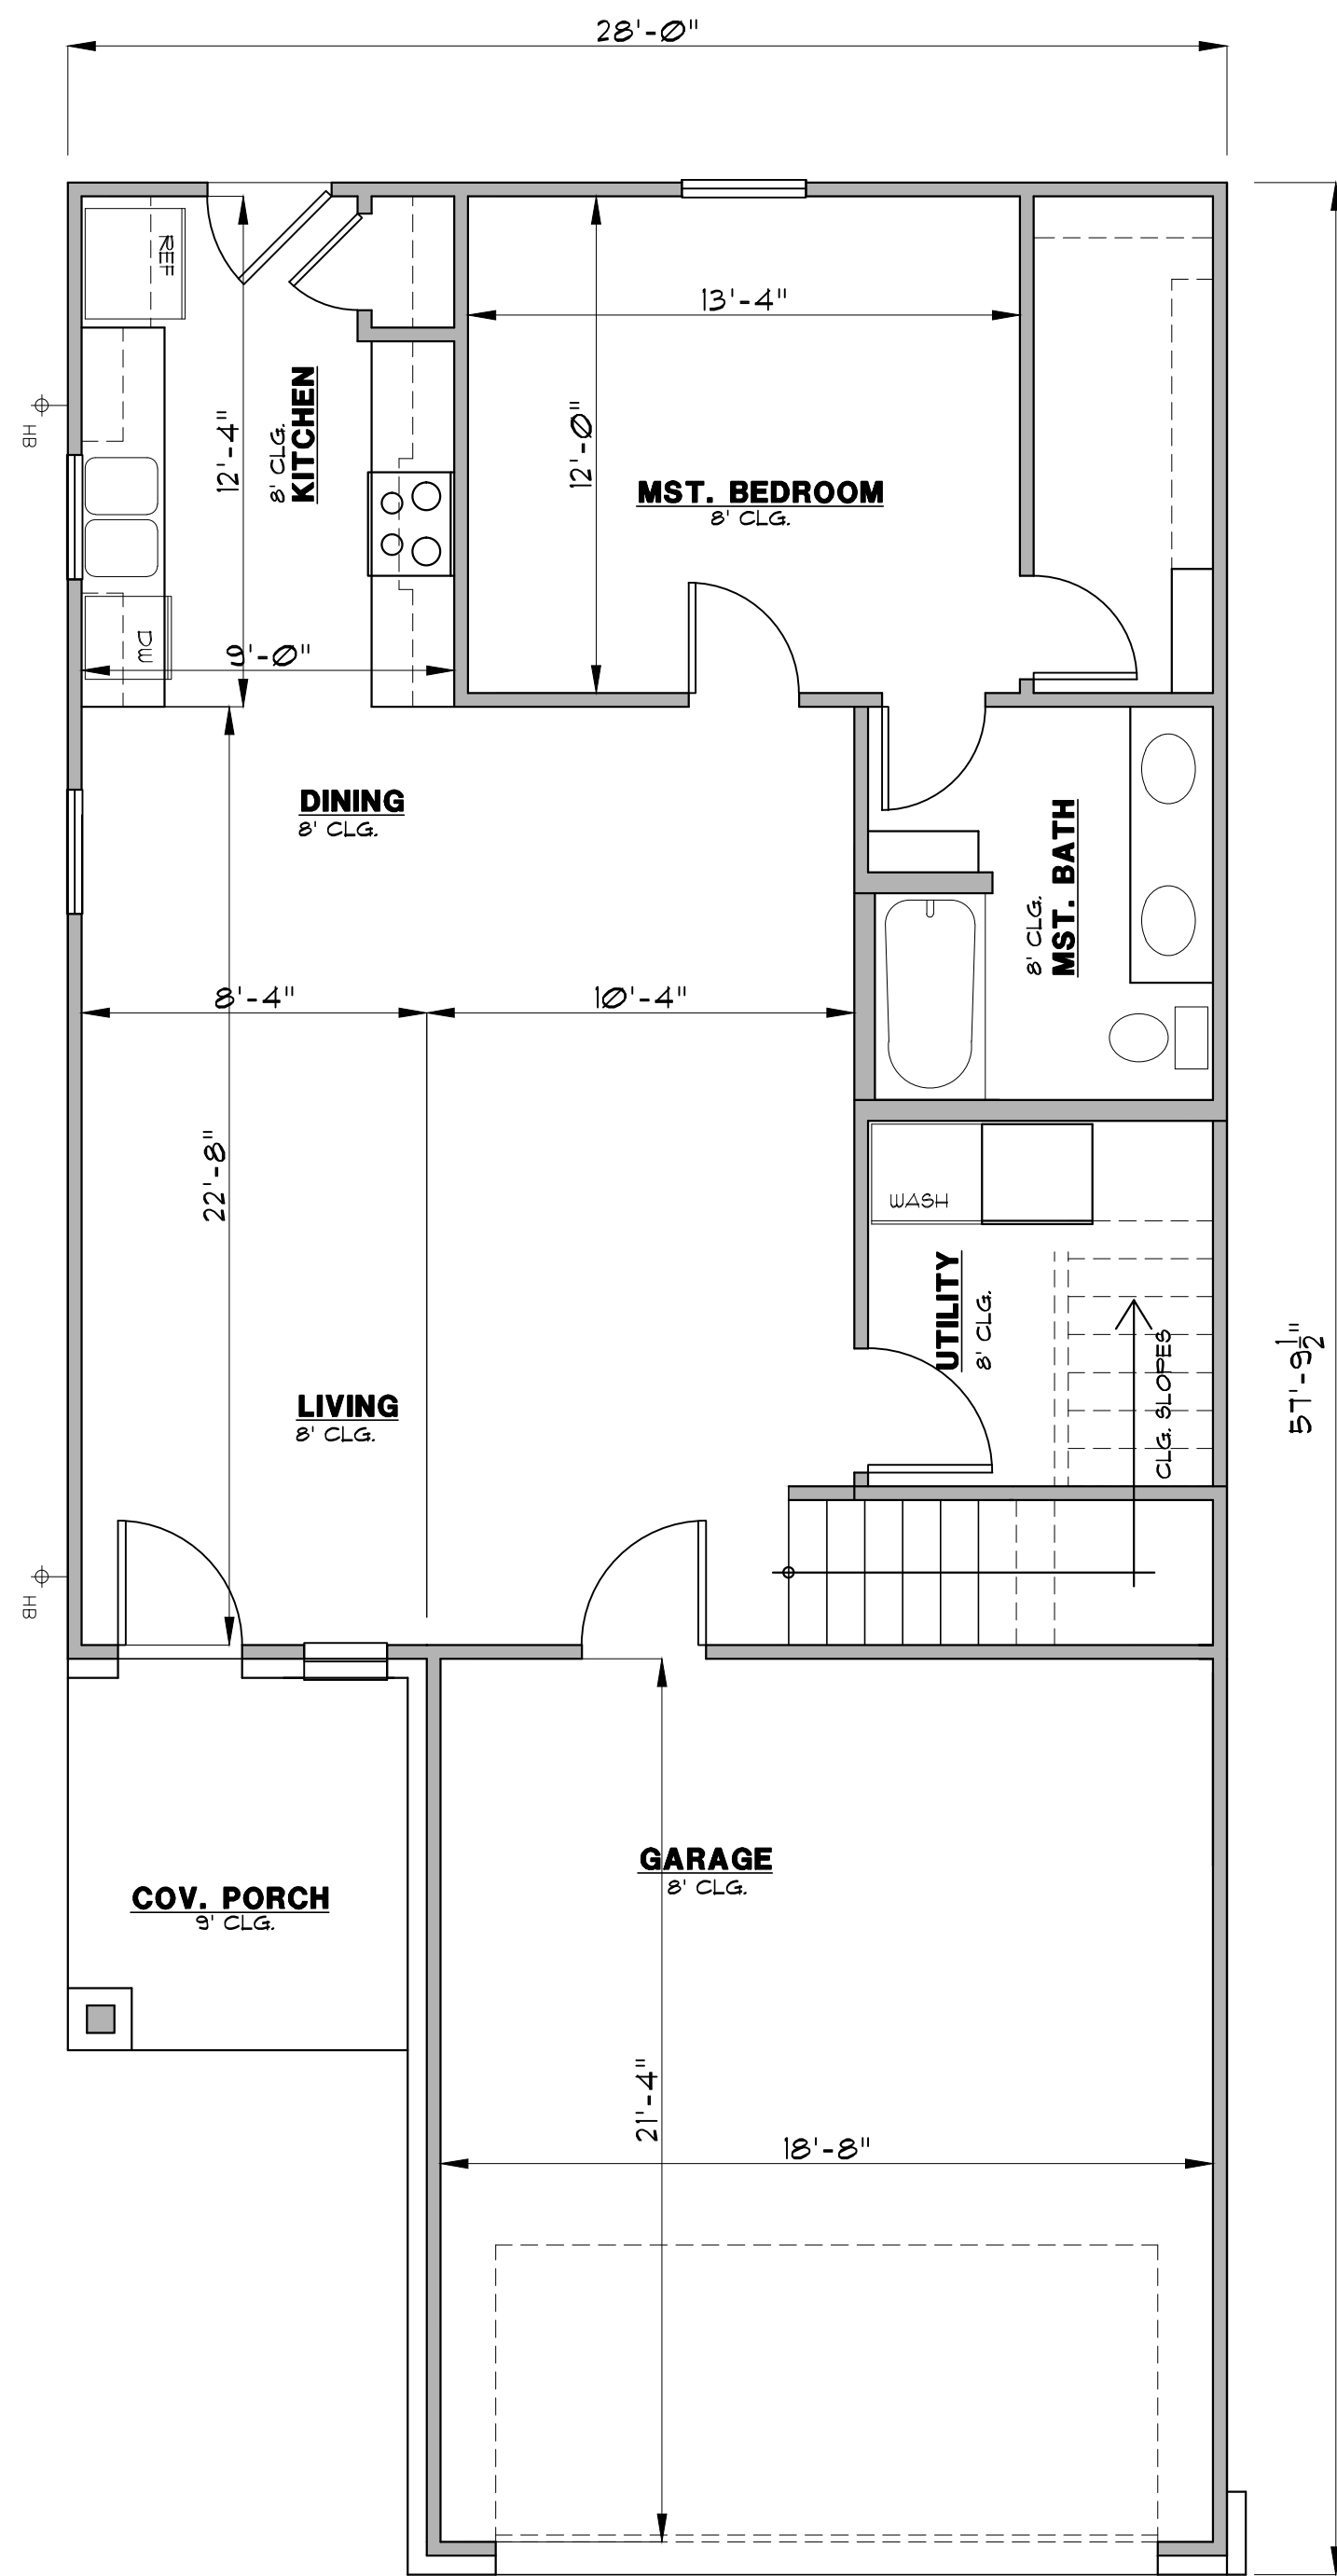 28'-0"
REF
13'-4"
HB
12'-4"
8' CLG.
KITCHEN
12'-0"
MST. BEDROOM
8' CLG.
DW
9'-0"
DINING
8' CLG.
8' CLG.
MST. BATH
8'-4"
10'-4"
22'-8"
WASH
UTILITY
8' CLG.
CLG. SLOPES
57'-9 1/2"
LIVING
8' CLG.
HB
GARAGE
8' CLG.
COV. PORCH
9' CLG.
21'-4"
18'-8"